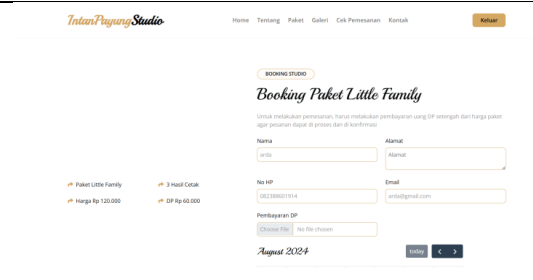 IntanPayungStudio
Home Tentang Paket Galeri Cek Pemesanan Kontak
Keluar
BOOKING STUDIO
Booking Paket Little Family
Untuk melakukan pemesanan, harus melakukan pembayaran uang DP setengah dari harga paket
agar pesanan dapat di proses dan di konfirmasi
Nama
arda
Alamat
Alamat
No HP
082388601914
Email
arda@gmail.com
Paket Little Family
3 Hasil Cetak
Harga Rp 120.000
DP Rp 60.000
Pembayaran DP
Choose File No file chosen
August 2024
today